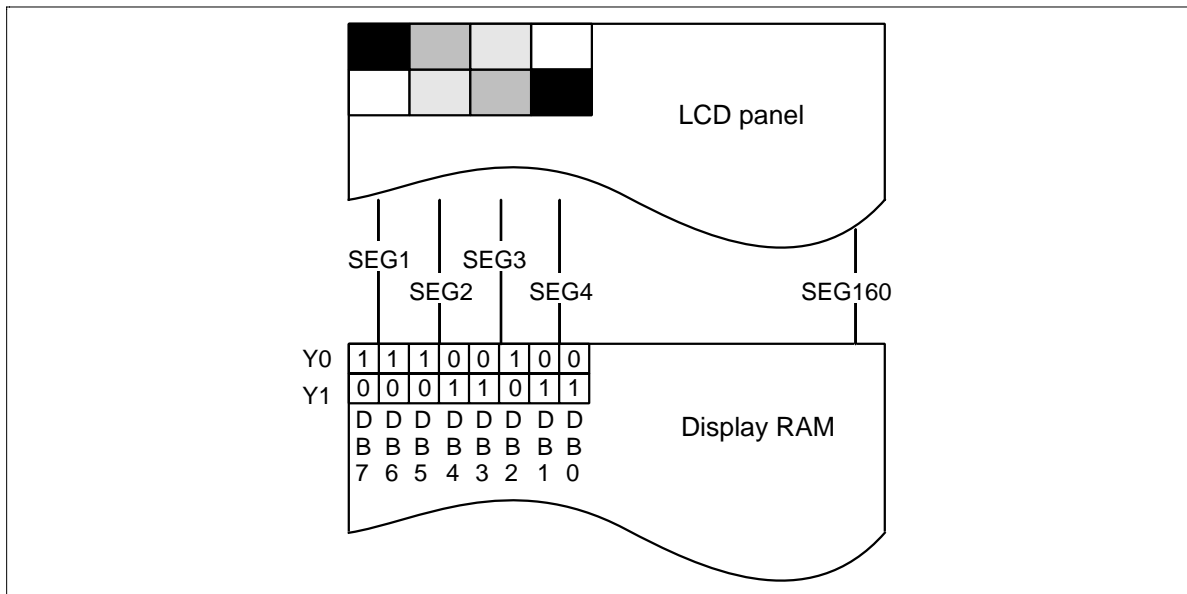 LCD panel
SEG1 SEG3
SEG2 SEG4 SEG160
Y0 1 1 1 0 0 1 0 0
Y1 0 0 0 1 1 0 1 1
D D D D D D D D
B B B B B B B B
7 6 5 4 3 2 1 0
Display RAM